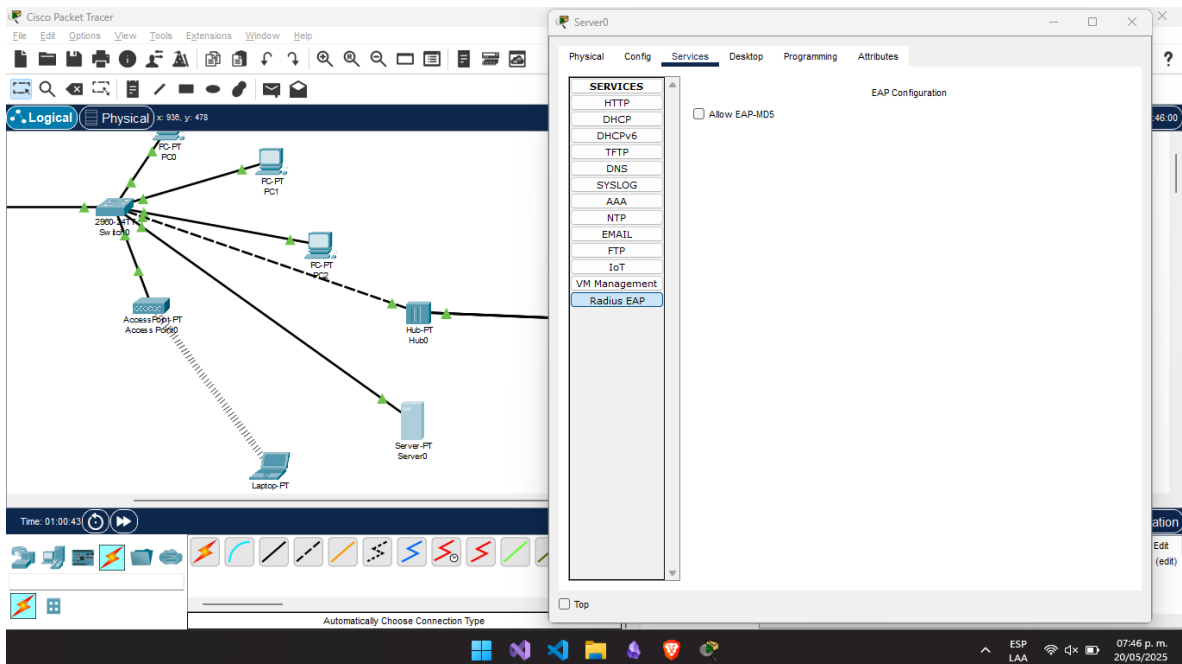 Cisco Packet Tracer
File Edit Options View Tools Extensions Window Help
?
Logical Physical x: 936, y: 478
:46:00
PC-PT
PC0
PC-PT
PC1
2960-24TT
Switch0
PC-PT
PC2
AccessPoint-PT
Access Point0
Hub-PT
Hub0
Server-PT
Server0
Laptop-PT
Time: 01:00:43
Automatically Choose Connection Type
Server0
Physical Config Services Desktop Programming Attributes
SERVICES
HTTP
DHCP
DHCPv6
TFTP
DNS
SYSLOG
AAA
NTP
EMAIL
FTP
IoT
VM Management
Radius EAP
EAP Configuration
Allow EAP-MD5
Top
ation
Edit
(edit)
ESP
LAA
07:46 p. m.
20/05/2025